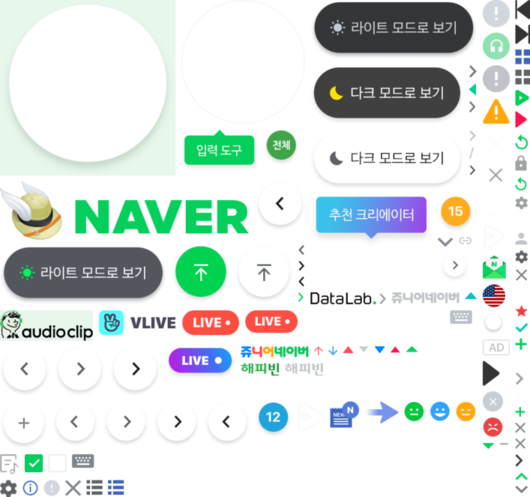 라이트 모드로 보기
다크 모드로 보기
입력 도구
전체
다크 모드로 보기
추천 크리에이터
15
NAVER
라이트 모드로 보기
N
DataLab.
쥬니어네이버
audioclip
VLIVE
LIVE
LIVE
AD
LIVE
쥬니어네이버
해피빈
해피빈
12
NEWS
N